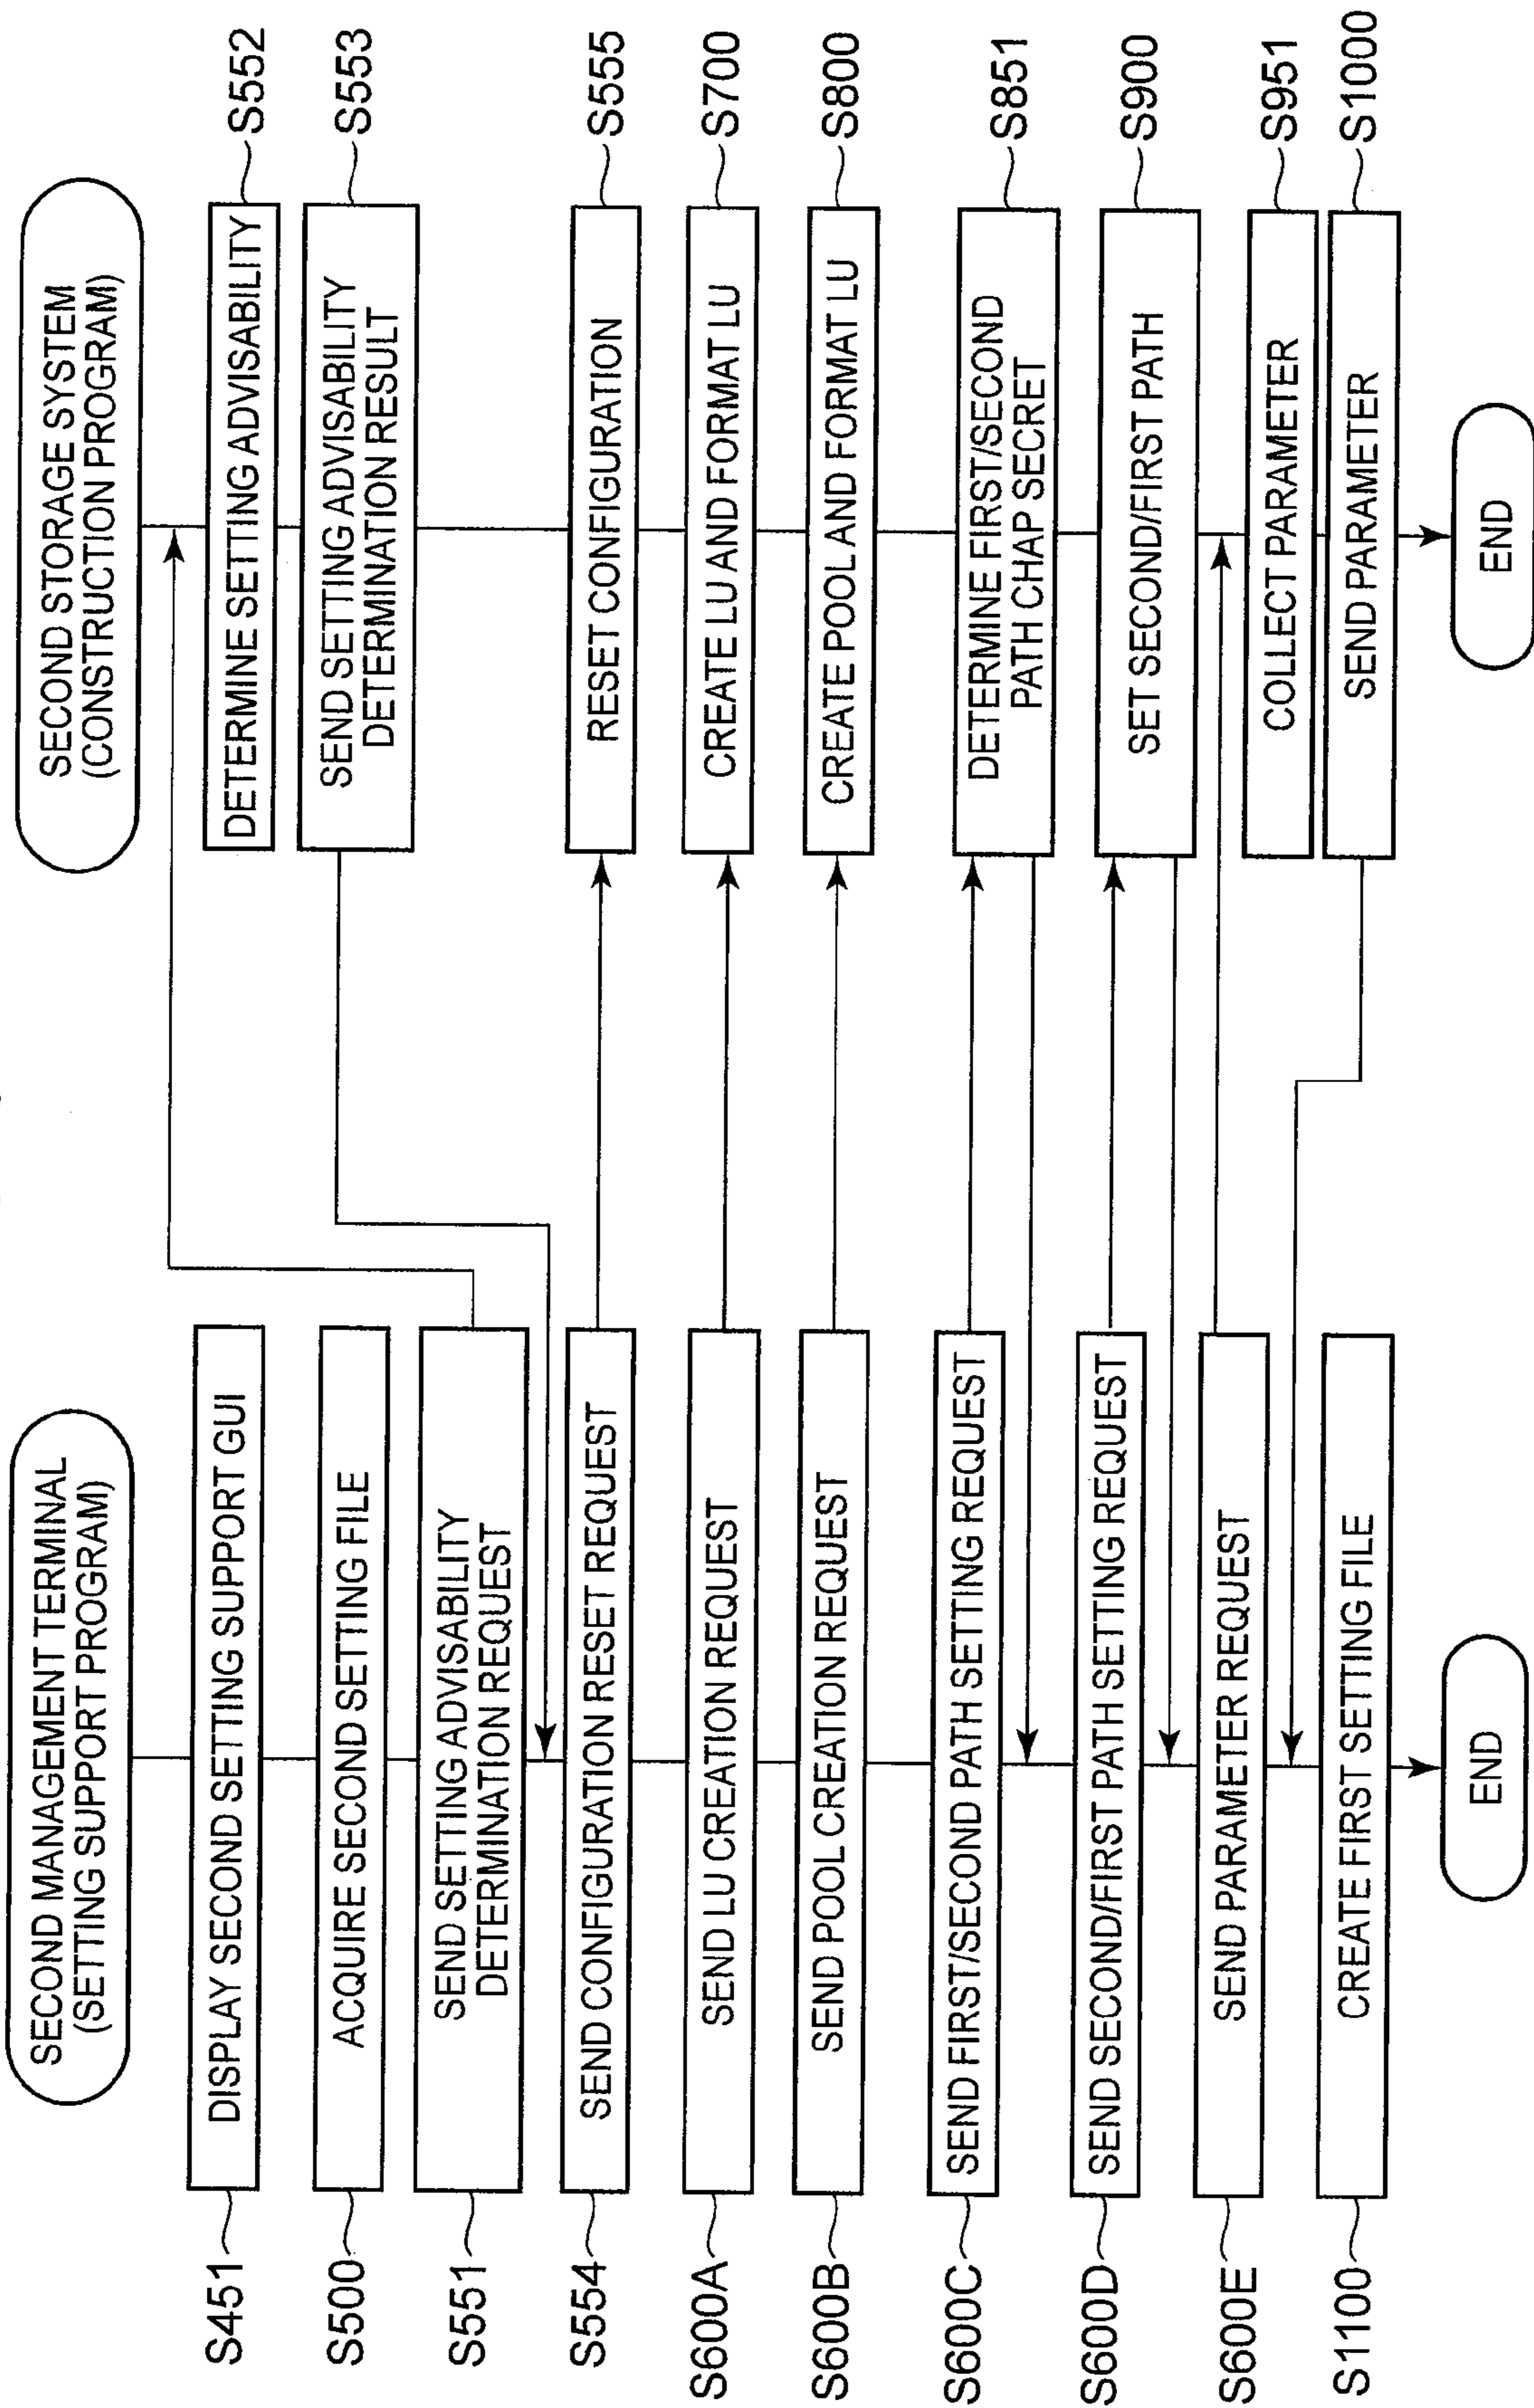 SECOND MANAGEMENT TERMINAL
(SETTING SUPPORT PROGRAM)
S451
DISPLAY SECOND SETTING SUPPORT GUI
S500
ACQUIRE SECOND SETTING FILE
S551
SEND SETTING ADVISABILITY
DETERMINATION REQUEST
S554
SEND CONFIGURATION RESET REQUEST
S600A
SEND LU CREATION REQUEST
S600B
SEND POOL CREATION REQUEST
S600C
SEND FIRST/SECOND PATH SETTING REQUEST
S600D
SEND SECOND/FIRST PATH SETTING REQUEST
S600E
SEND PARAMETER REQUEST
S1100
CREATE FIRST SETTING FILE
END
SECOND STORAGE SYSTEM
(CONSTRUCTION PROGRAM)
DETERMINE SETTING ADVISABILITY
S552
SEND SETTING ADVISABILITY
DETERMINATION RESULT
S553
RESET CONFIGURATION
S555
CREATE LU AND FORMAT LU
S700
CREATE POOL AND FORMAT LU
S800
DETERMINE FIRST/SECOND
PATH CHAP SECRET
S851
SET SECOND/FIRST PATH
S900
COLLECT PARAMETER
S951
SEND PARAMETER
S1000
END